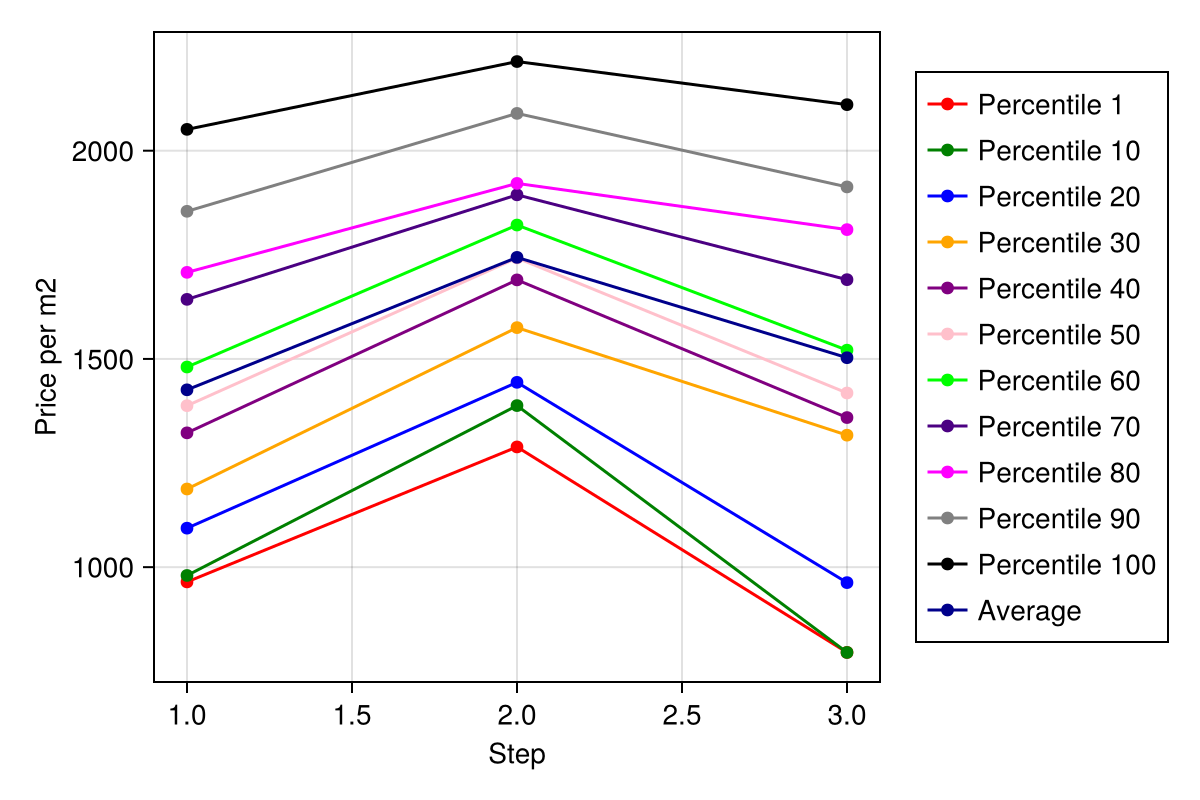 Price per m2
2000
1500
1000
1.0 1.5 2.0 2.5 3.0
Step
Percentile 1
Percentile 10
Percentile 20
Percentile 30
Percentile 40
Percentile 50
Percentile 60
Percentile 70
Percentile 80
Percentile 90
Percentile 100
Average